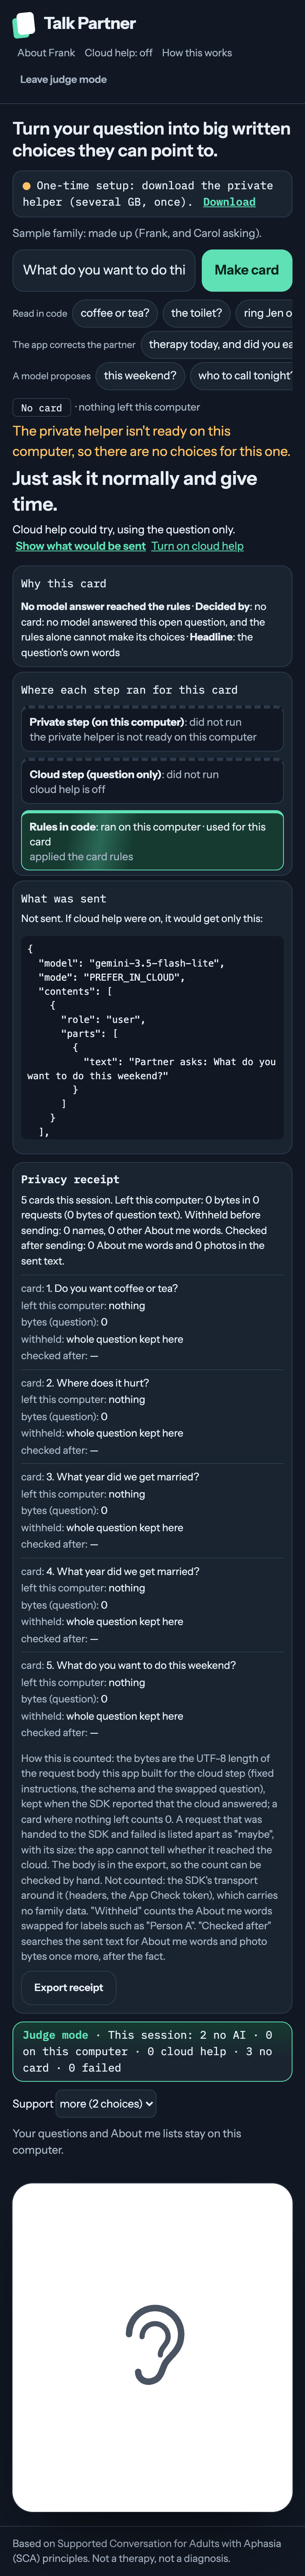 Talk Partner
About Frank Cloud help: off How this works
Leave judge mode
Turn your question into big written
choices they can point to.
One-time setup: download the private
helper (several GB, once). Download
Sample family: made up (Frank, and Carol asking).
What do you want to do thi
Make card
Read in code coffee or tea? the toilet? ring Jen o
The app corrects the partner therapy today, and did you ea
A model proposes this weekend? who to call tonight?
No card · nothing left this computer
The private helper isn't ready on this
computer, so there are no choices for this one.
Just ask it normally and give
time.
Cloud help could try, using the question only.
Show what would be sent Turn on cloud help
Why this card
No model answer reached the rules · Decided by: no
card: no model answered this open question, and the
rules alone cannot make its choices · Headline: the
question's own words
Where each step ran for this card
Private step (on this computer): did not run
the private helper is not ready on this computer
Cloud step (question only): did not run
cloud help is off
Rules in code: ran on this computer · used for this
card
applied the card rules
What was sent
Not sent. If cloud help were on, it would get only this:
{
"model": "gemini-3.5-flash-lite",
"mode": "PREFER_IN_CLOUD",
"contents": [
{
"role": "user",
"parts": [
{
"text": "Partner asks: What do you
want to do this weekend?"
}
]
}
],
Privacy receipt
5 cards this session. Left this computer: 0 bytes in 0
requests (0 bytes of question text). Withheld before
sending: 0 names, 0 other About me words. Checked
after sending: 0 About me words and 0 photos in the
sent text.
card: 1. Do you want coffee or tea?
left this computer: nothing
bytes (question): 0
withheld: whole question kept here
checked after: —
card: 2. Where does it hurt?
left this computer: nothing
bytes (question): 0
withheld: whole question kept here
checked after: —
card: 3. What year did we get married?
left this computer: nothing
bytes (question): 0
withheld: whole question kept here
checked after: —
card: 4. What year did we get married?
left this computer: nothing
bytes (question): 0
withheld: whole question kept here
checked after: —
card: 5. What do you want to do this weekend?
left this computer: nothing
bytes (question): 0
withheld: whole question kept here
checked after: —
How this is counted: the bytes are the UTF-8 length of
the request body this app built for the cloud step (fixed
instructions, the schema and the swapped question),
kept when the SDK reported that the cloud answered; a
card where nothing left counts 0. A request that was
handed to the SDK and failed is listed apart as "maybe",
with its size: the app cannot tell whether it reached the
cloud. The body is in the export, so the count can be
checked by hand. Not counted: the SDK's transport
around it (headers, the App Check token), which carries
no family data. "Withheld" counts the About me words
swapped for labels such as "Person A". "Checked after"
searches the sent text for About me words and photo
bytes once more, after the fact.
Export receipt
Judge mode · This session: 2 no AI · 0
on this computer · 0 cloud help · 3 no
card · 0 failed
Support more (2 choices)
Your questions and About me lists stay on this
computer.
Based on Supported Conversation for Adults with Aphasia
(SCA) principles. Not a therapy, not a diagnosis.